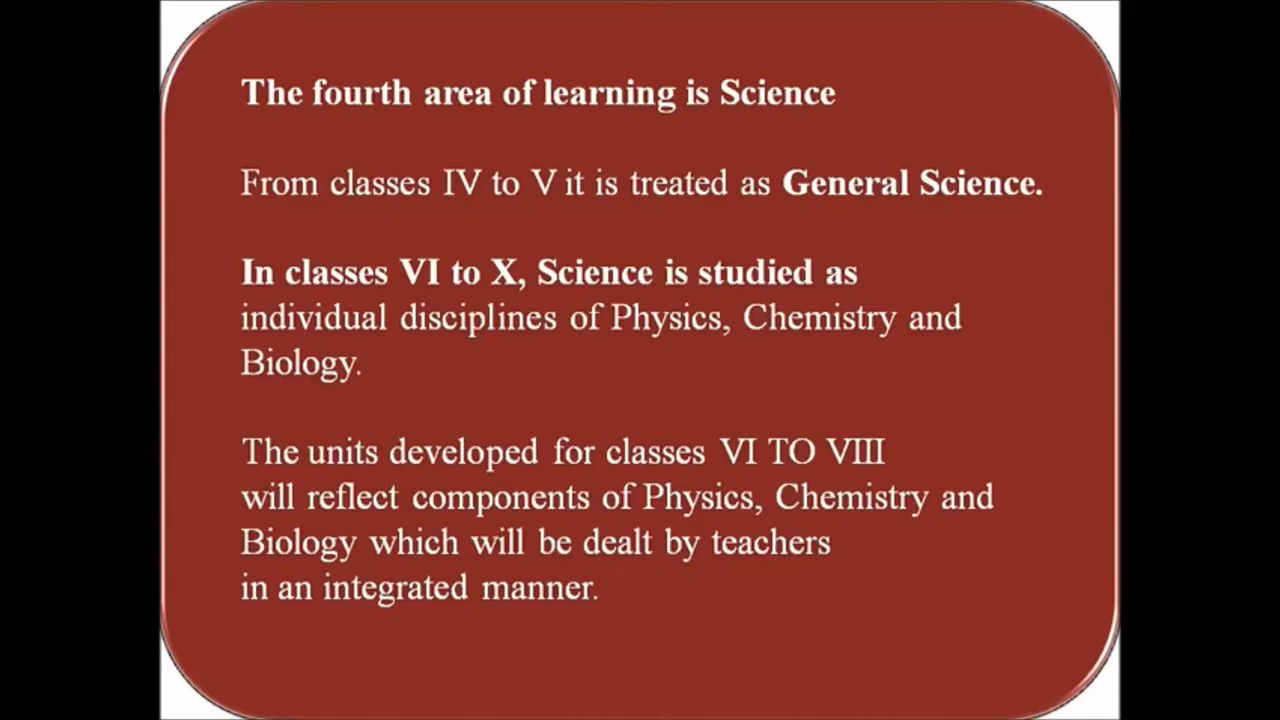 The fourth area of learning is Science
From classes IV to V it is treated as General Science.
In classes VI to X, Science is studied as
individual disciplines of Physics, Chemistry and
Biology.
The units developed for classes VI TO VIII
will reflect components of Physics, Chemistry and
Biology which will be dealt by teachers
in an integrated manner.